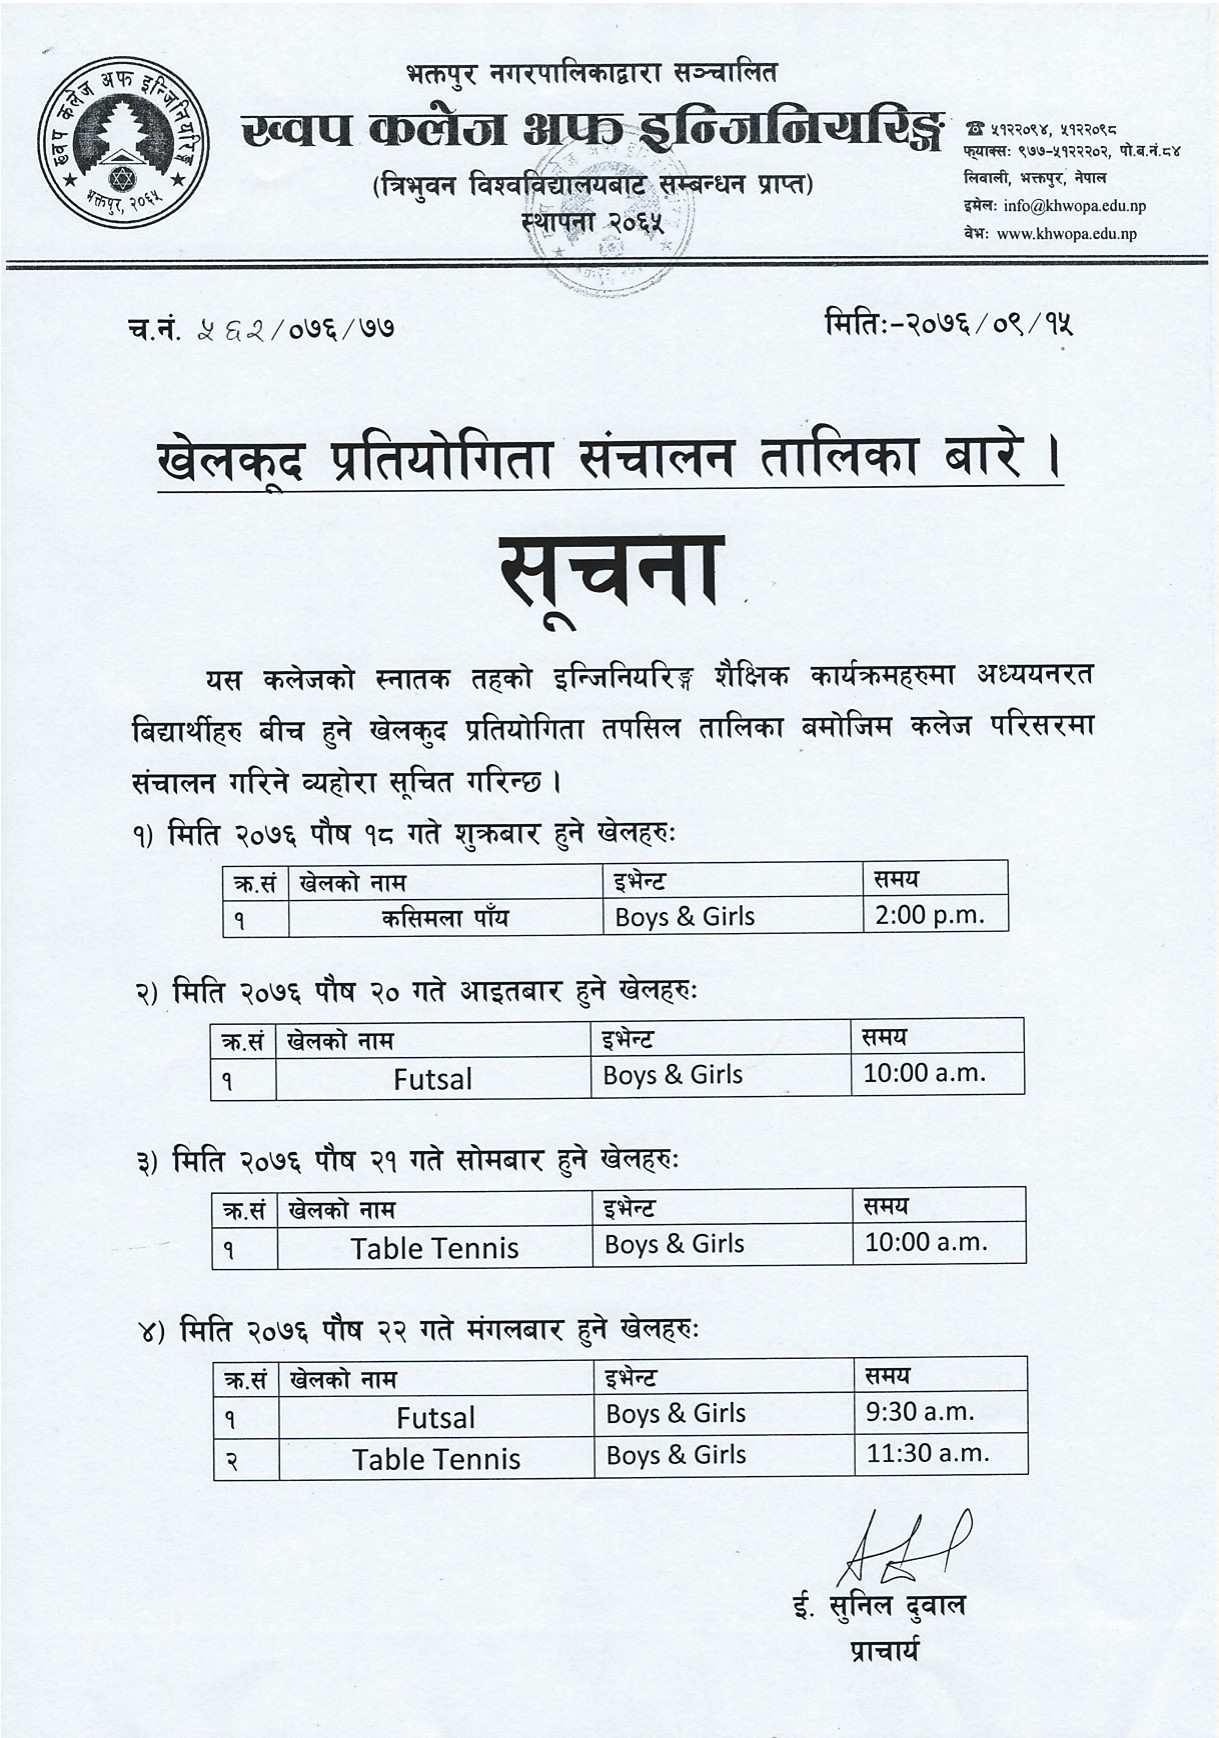 ख्वप कलेज अफ इन्जिनियरिङ्ग
भक्तपुर, २०६५
भक्तपुर नगरपालिकाद्वारा सञ्चालित
ख्वप कलेज अफ इन्जिनियरिङ्ग
(त्रिभुवन विश्वविद्यालयबाट सम्बन्धन प्राप्त)
स्थापना २०६५
☎ ५१२२०९४, ५१२२०९८
फ्याक्स: ९७७-५१२२२०२, पो.ब.नं.८४
लिवाली, भक्तपुर, नेपाल
इमेल: info@khwopa.edu.np
वेभ: www.khwopa.edu.np
च.नं. ५६२/०७६/७७
मिति:-२०७६/०९/१५
खेलकूद प्रतियोगिता संचालन तालिका बारे ।
सूचना
यस कलेजको स्नातक तहको इन्जिनियरिङ्ग शैक्षिक कार्यक्रमहरुमा अध्ययनरत
बिद्यार्थीहरु बीच हुने खेलकुद प्रतियोगिता तपसिल तालिका बमोजिम कलेज परिसरमा
संचालन गरिने व्यहोरा सूचित गरिन्छ ।
१) मिति २०७६ पौष १८ गते शुक्रबार हुने खेलहरु:
क्र.सं खेलको नाम इभेन्ट समय
१ कसिमला पाँय Boys & Girls 2:00 p.m.
२) मिति २०७६ पौष २० गते आइतबार हुने खेलहरु:
क्र.सं खेलको नाम इभेन्ट समय
१ Futsal Boys & Girls 10:00 a.m.
३) मिति २०७६ पौष २१ गते सोमबार हुने खेलहरु:
क्र.सं खेलको नाम इभेन्ट समय
१ Table Tennis Boys & Girls 10:00 a.m.
४) मिति २०७६ पौष २२ गते मंगलबार हुने खेलहरु:
क्र.सं खेलको नाम इभेन्ट समय
१ Futsal Boys & Girls 9:30 a.m.
२ Table Tennis Boys & Girls 11:30 a.m.
ई. सुनिल दुवाल
प्राचार्य